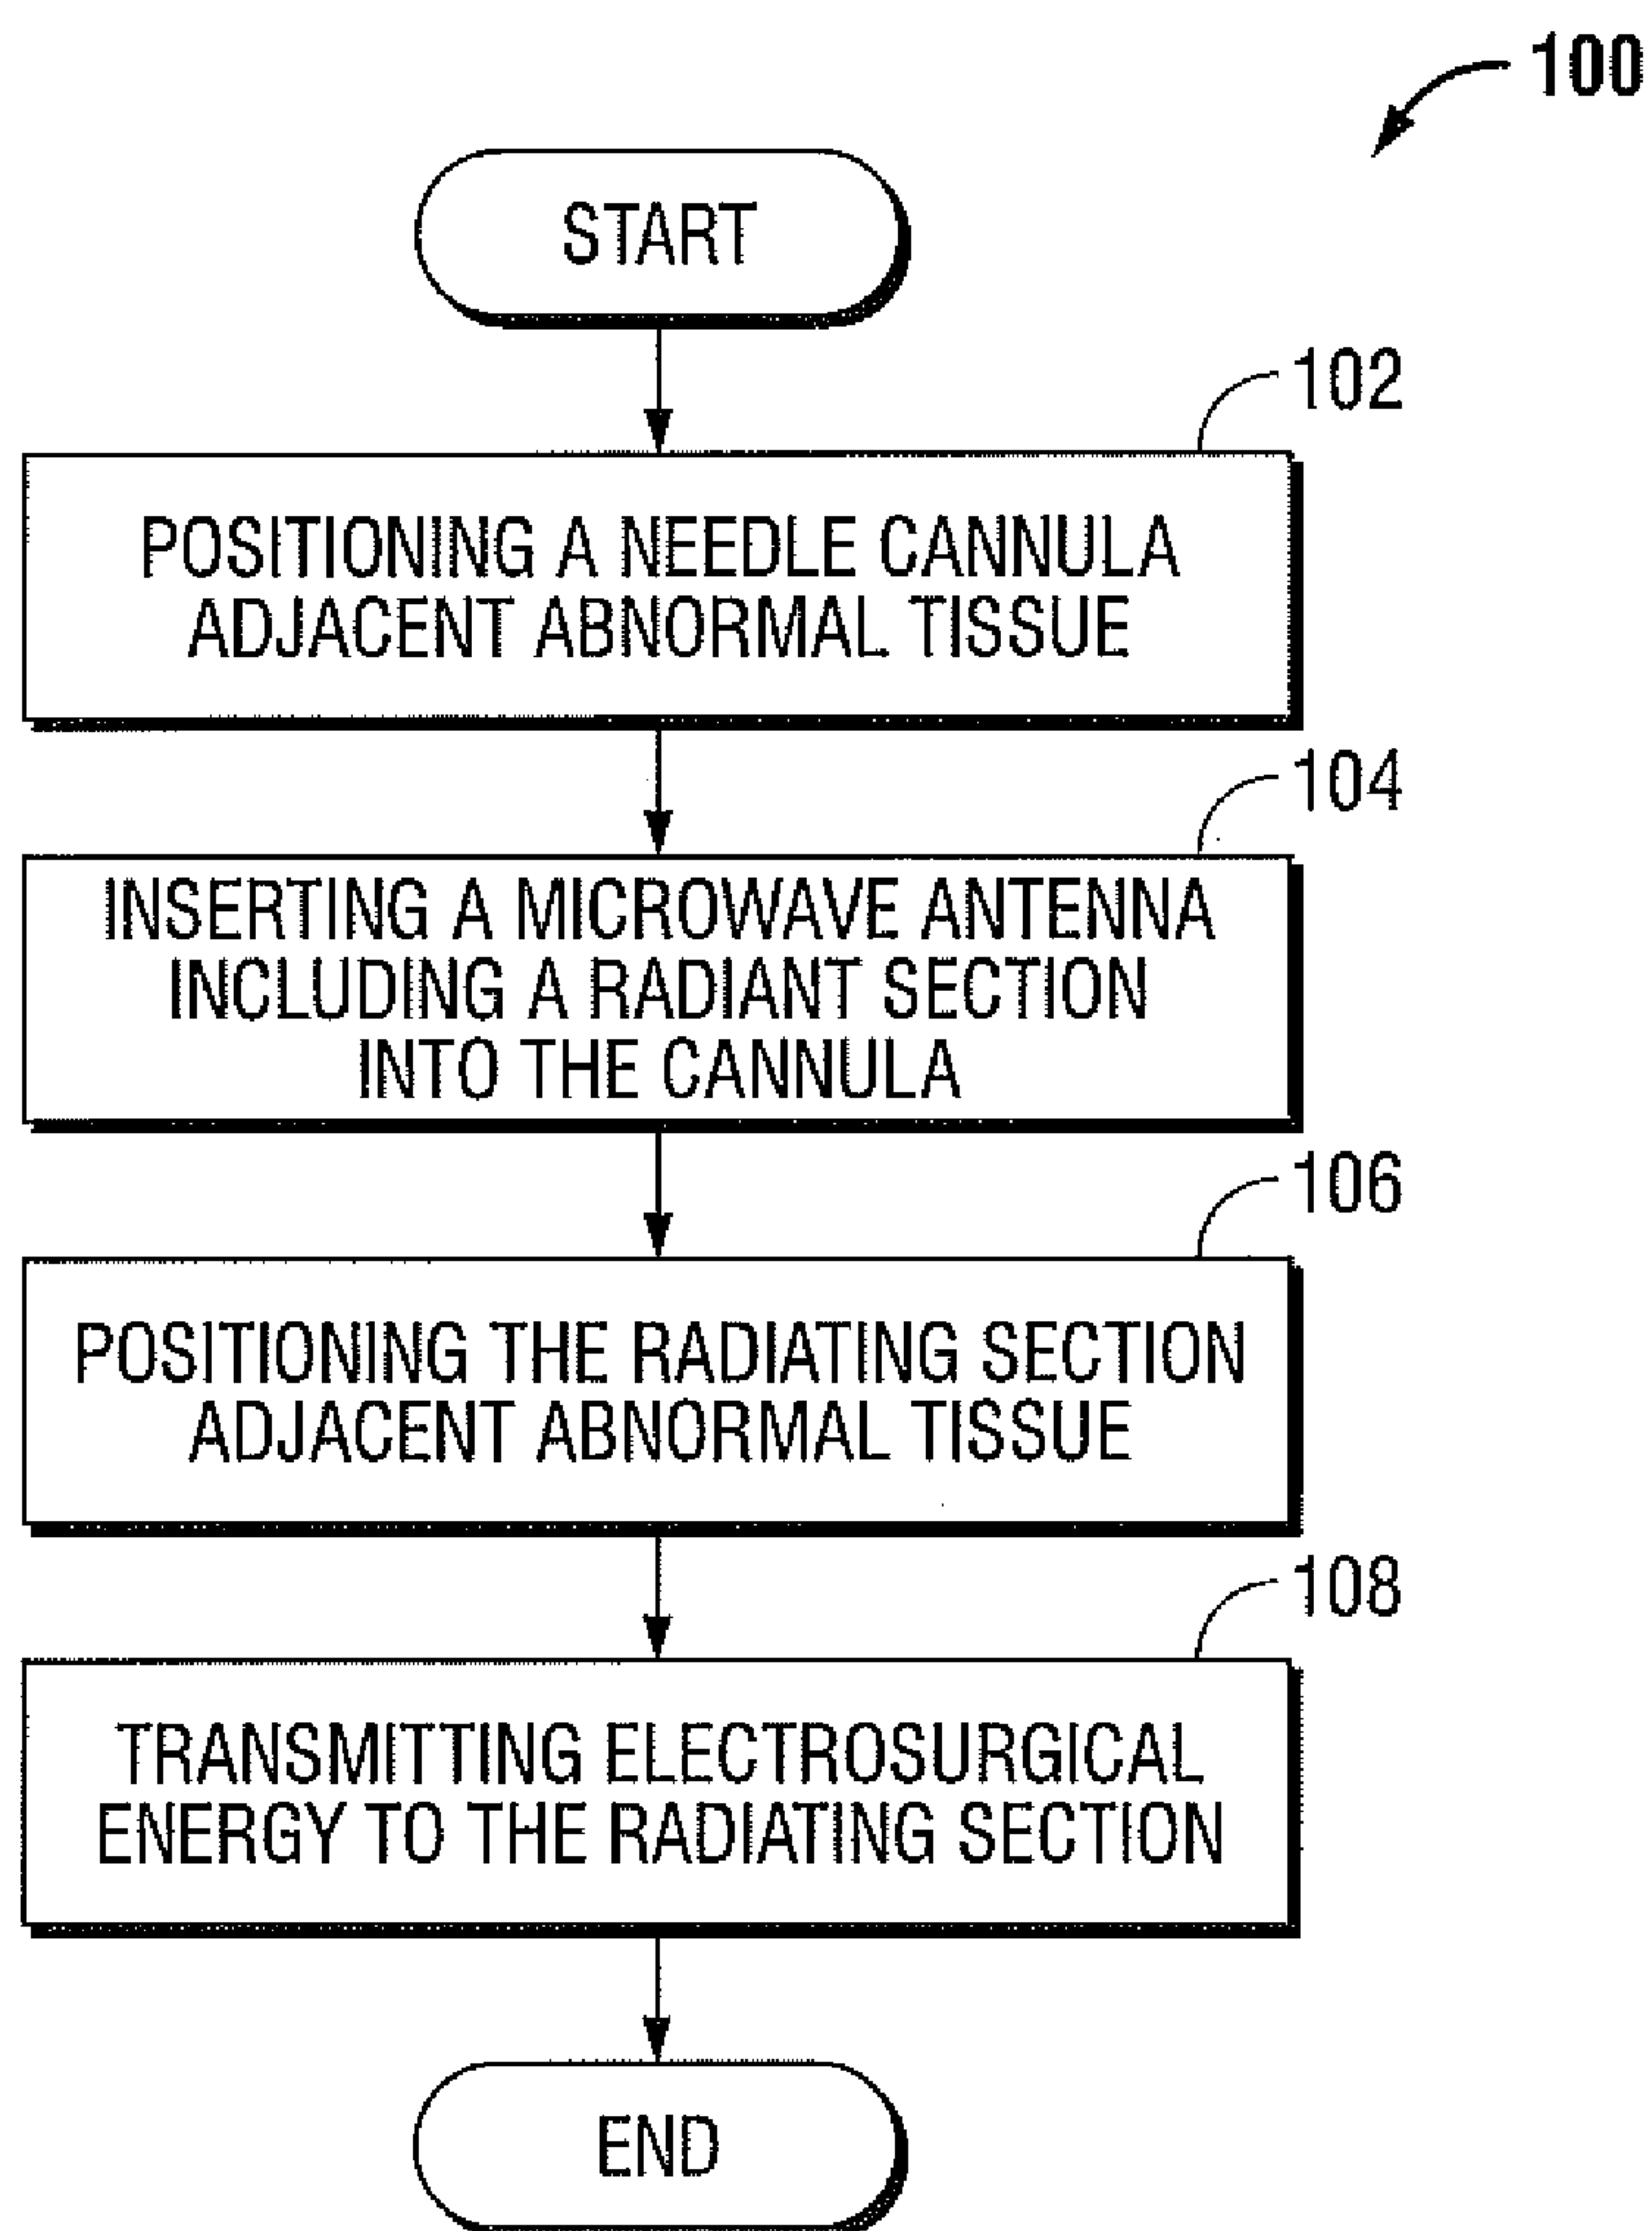 100
START
102
POSITIONING A NEEDLE CANNULA
ADJACENT ABNORMAL TISSUE
104
INSERTING A MICROWAVE ANTENNA
INCLUDING A RADIANT SECTION
INTO THE CANNULA
106
POSITIONING THE RADIATING SECTION
ADJACENT ABNORMAL TISSUE
108
TRANSMITTING ELECTROSURGICAL
ENERGY TO THE RADIATING SECTION
END